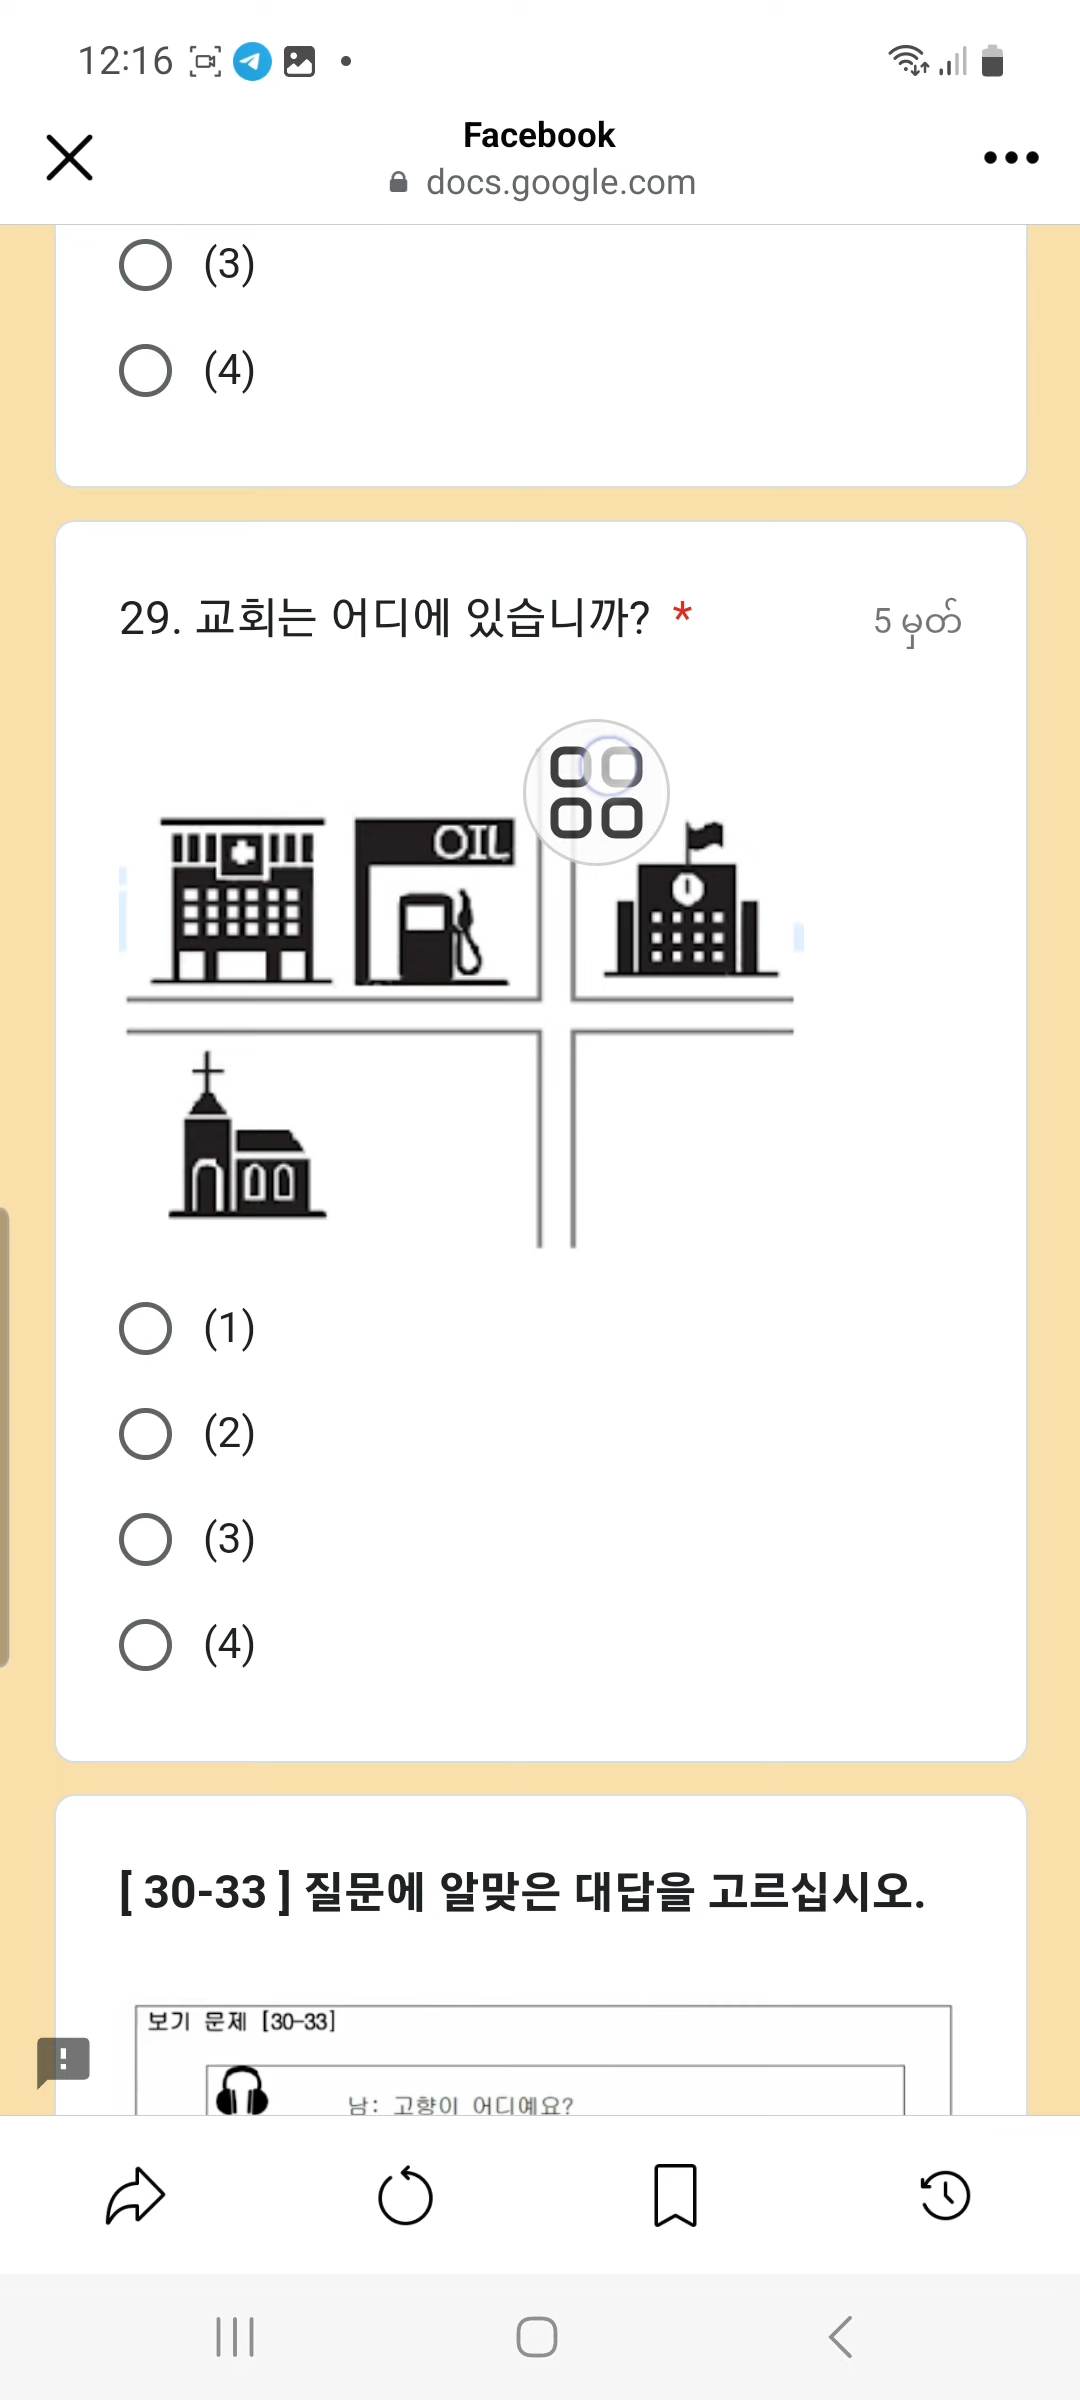 12:16
Facebook
docs.google.com
(3)
(4)
29. 교회는 어디에 있습니까? *
5 မှတ်
OIL
(1)
(2)
(3)
(4)
[ 30-33 ] 질문에 알맞은 대답을 고르십시오.
보기 문제 [30-33]
남: 고향이 어디예요?